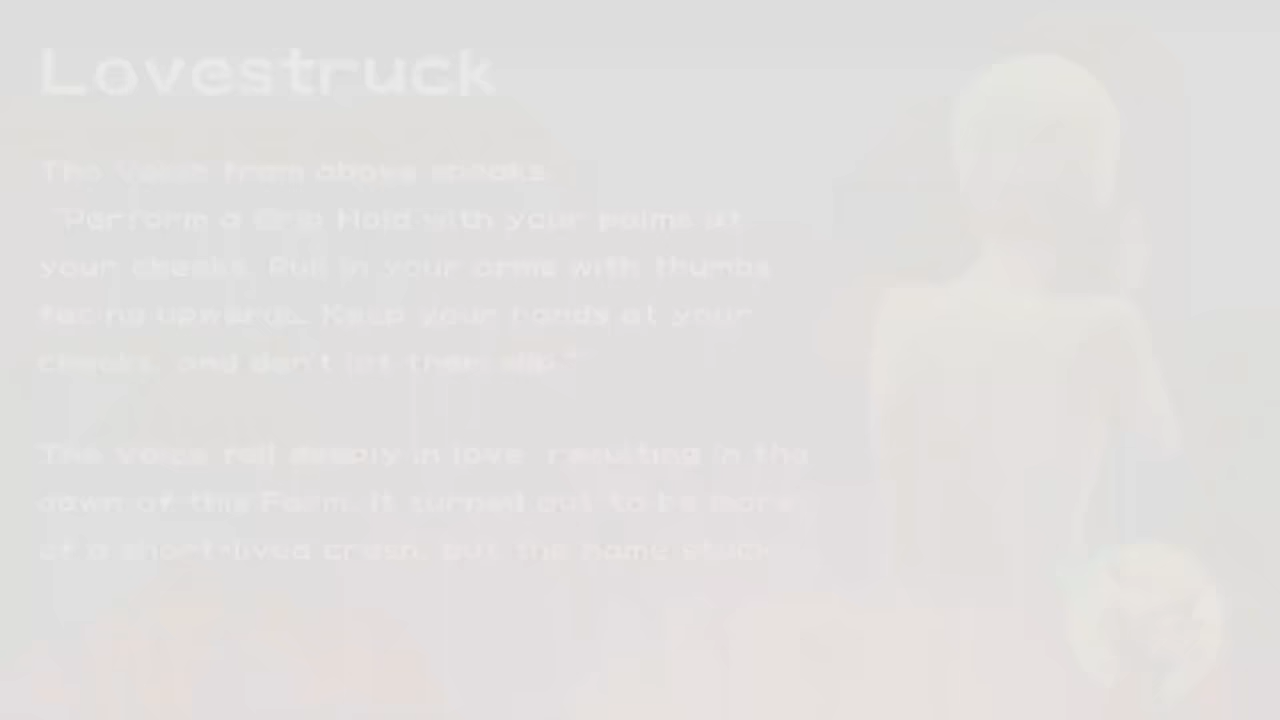 Lovestruck
The Voice from above speaks.
"Perform a Grip Hold with your palms at
your cheeks. Pull in your arms with thumbs
facing upwards. Keep your hands at your
cheeks, and don't let them slip."
The Voice fell deeply in love, resulting in the
dawn of this Form. It turned out to be more
of a short-lived crush, but the name stuck.